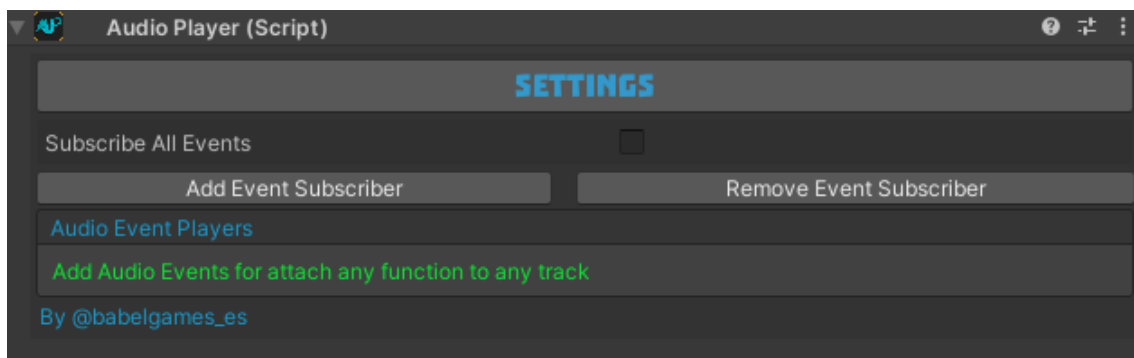 Audio Player (Script)
SETTINGS
Subscribe All Events
Add Event Subscriber Remove Event Subscriber
Audio Event Players
Add Audio Events for attach any function to any track
By @babelgames_es